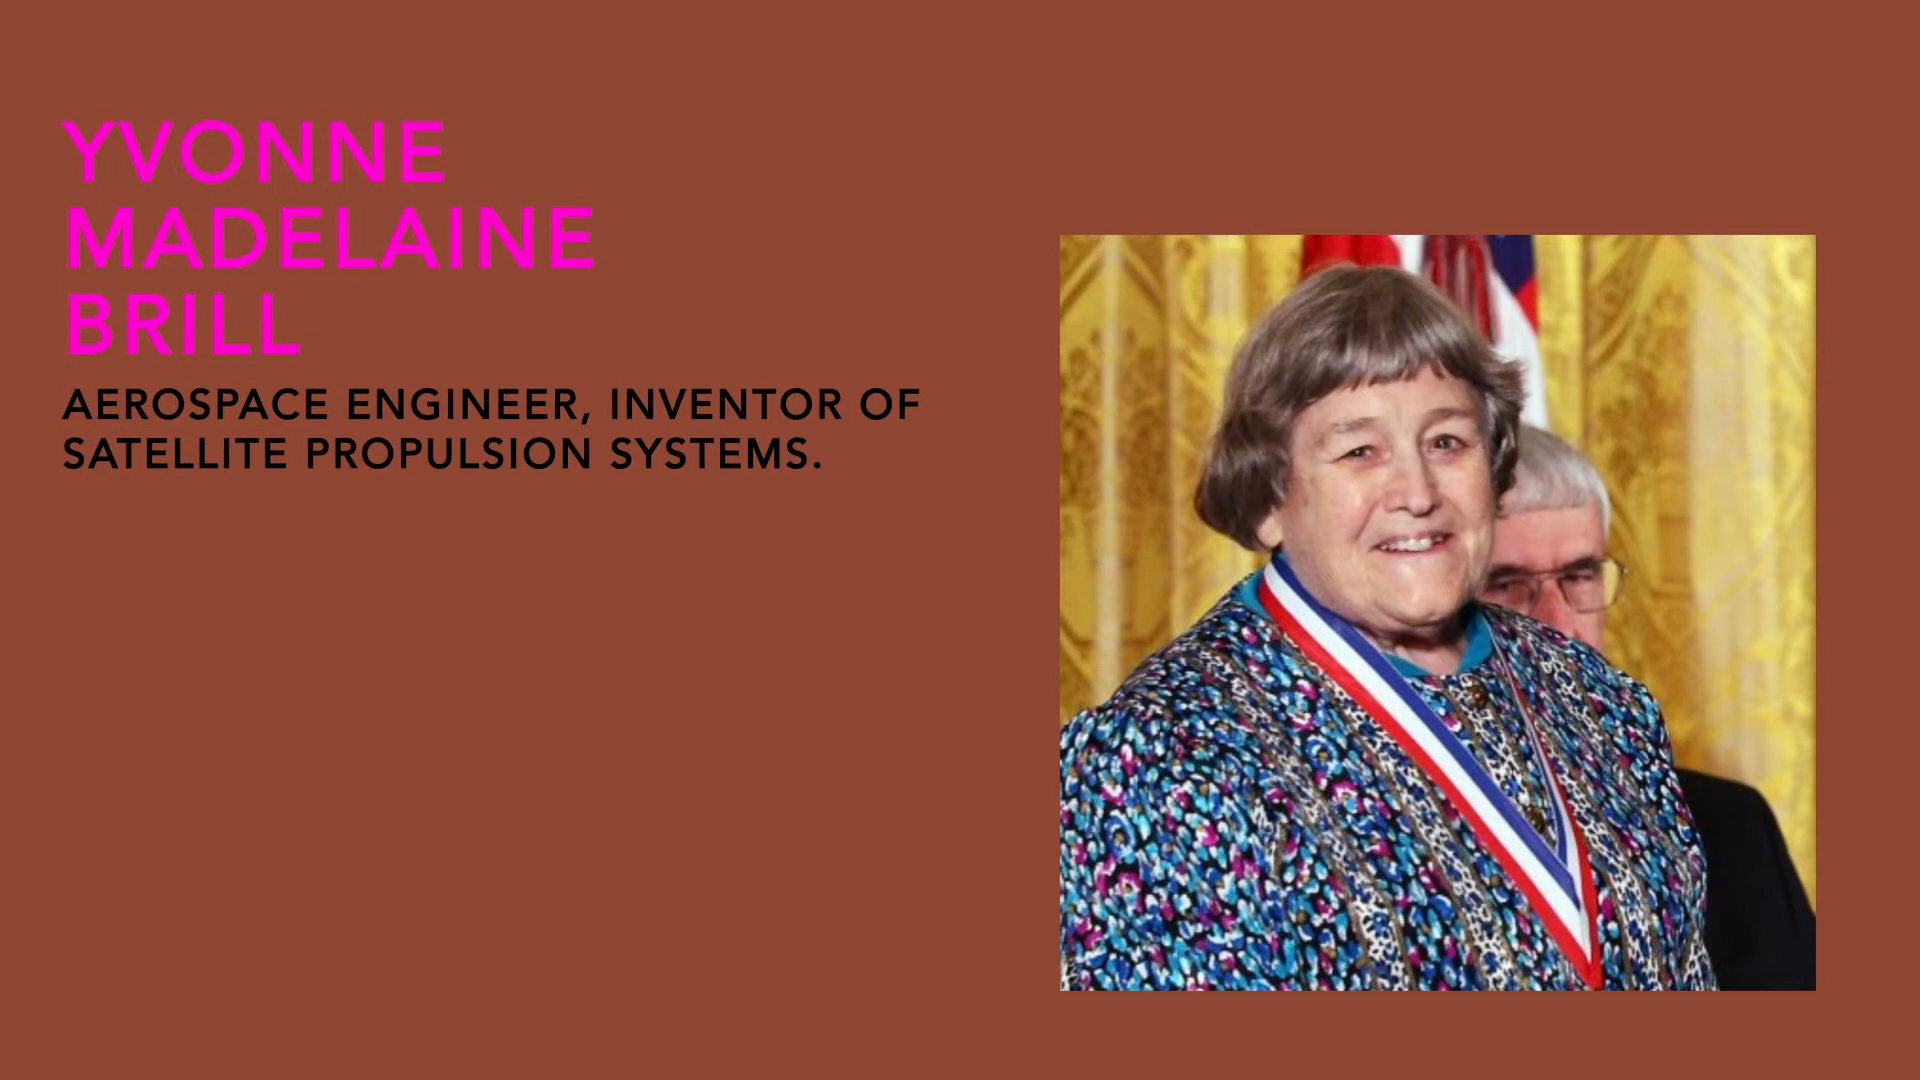 YVONNE
MADELAINE
BRILL
AEROSPACE ENGINEER, INVENTOR OF
SATELLITE PROPULSION SYSTEMS.